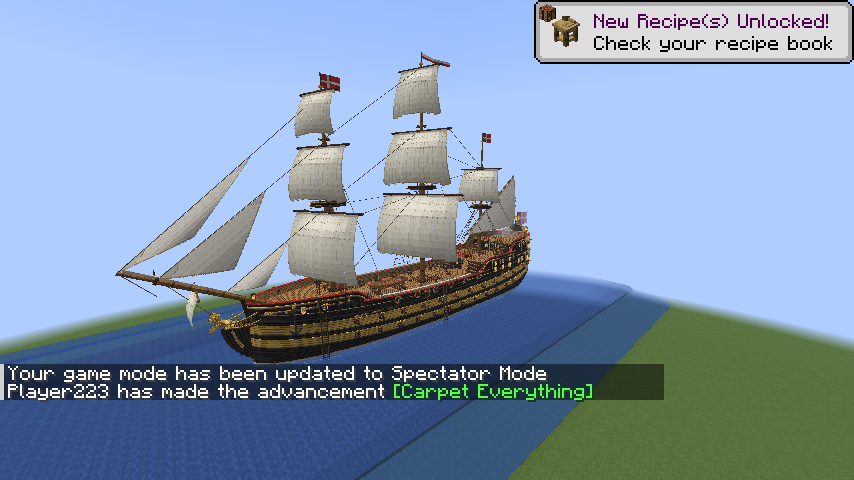 New Recipe(s) Unlocked!
Check your recipe book
Your game mode has been updated to Spectator Mode
Player223 has made the advancement [Carpet Everything]